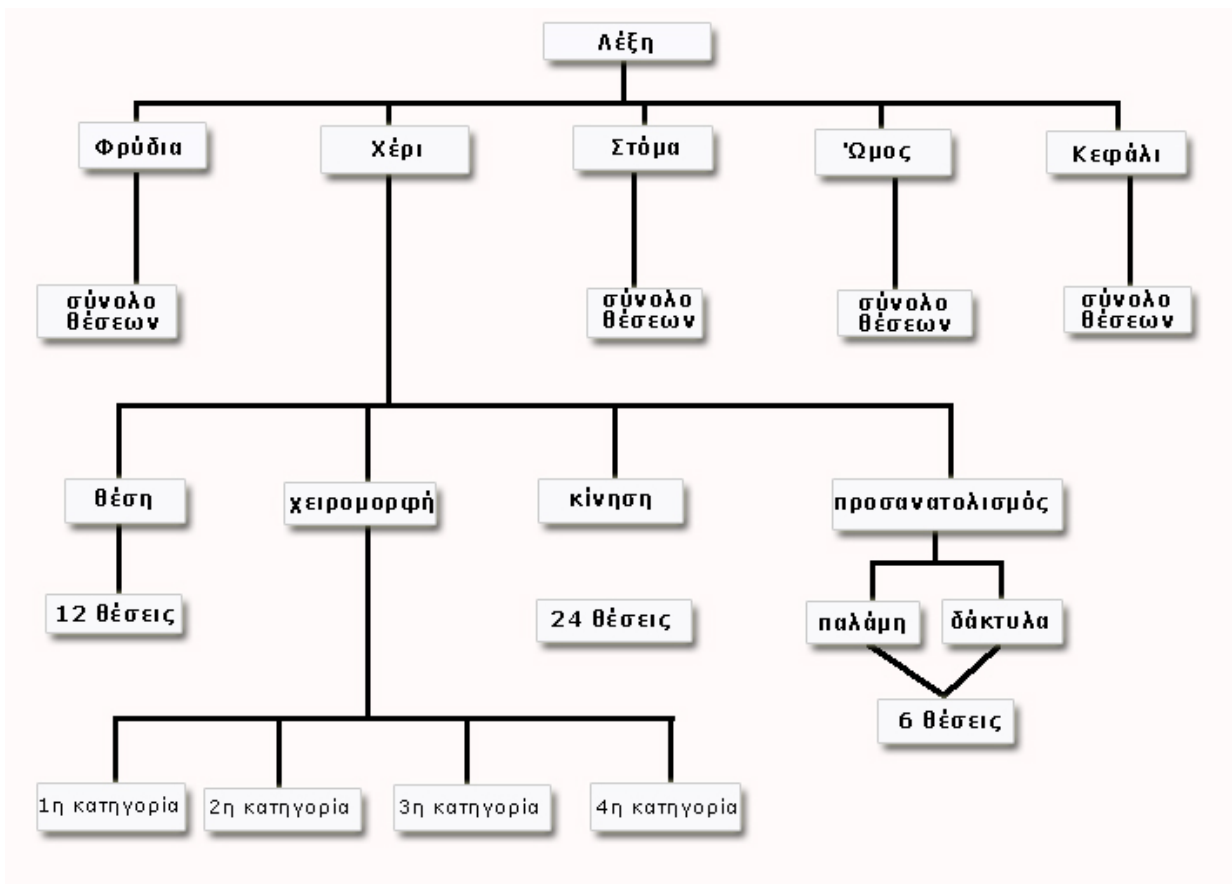 Λέξη
Φρύδια
Χέρι
Στόμα
Ώμος
Κεφάλι
σύνολο
θέσεων
σύνολο
θέσεων
σύνολο
θέσεων
σύνολο
θέσεων
θέση
χειρομορφή
κίνηση
προσανατολισμός
12 θέσεις
24 θέσεις
παλάμη
δάκτυλα
6 θέσεις
1η κατηγορία
2η κατηγορία
3η κατηγορία
4η κατηγορία